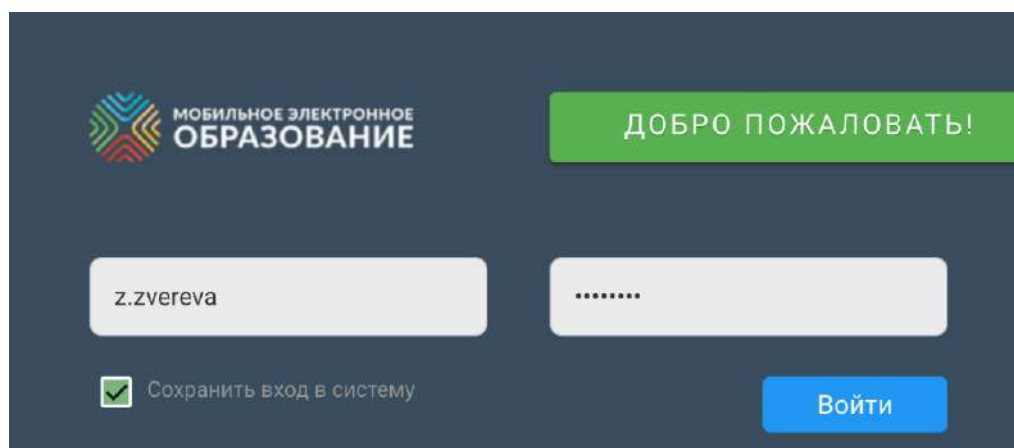 МОБИЛЬНОЕ ЭЛЕКТРОННОЕ
ОБРАЗОВАНИЕ
ДОБРО ПОЖАЛОВАТЬ!
z.zvereva
••••••••
Сохранить вход в систему
Войти